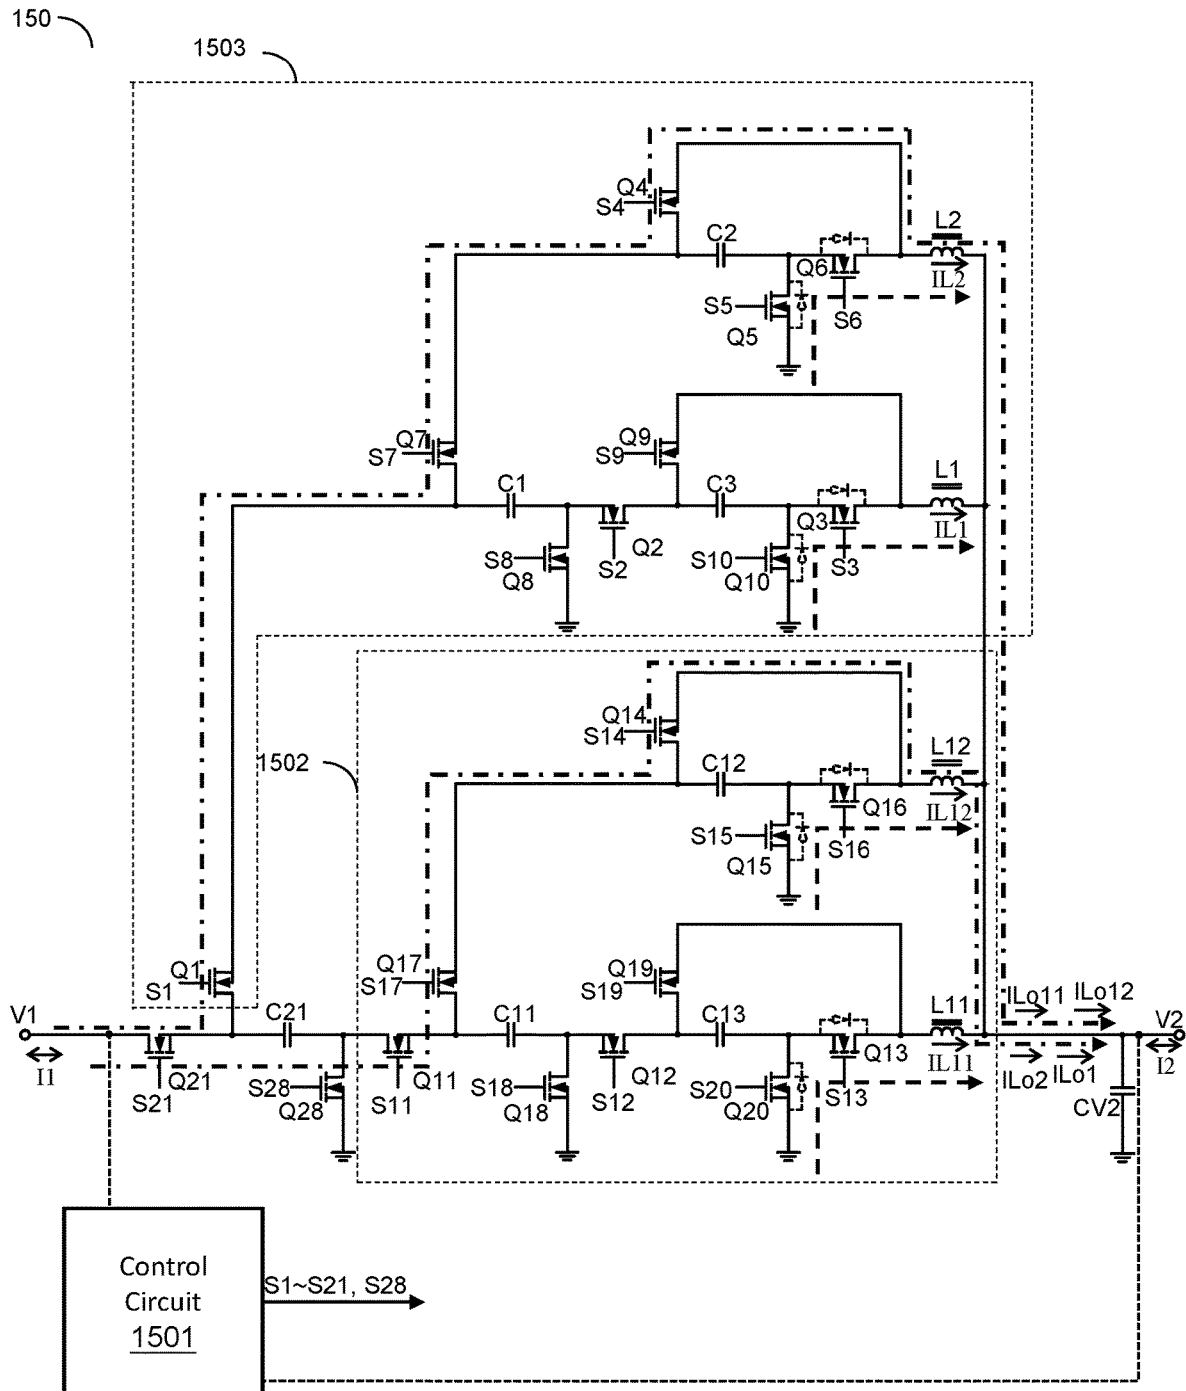 150
1503
Q4
S4
L2
C2
Q6
IL2
S5
S6
Q5
Q7
S7
Q9
S9
L1
C1
C3
Q3
IL1
S8
Q2
S10
S2
S3
Q8
Q10
Q14
S14
L12
1502
C12
Q16
IL12
S15
S16
Q15
Q17
S17
Q19
S19
Q1
S1
L11
ILo11
ILo12
V1
C21
C11
C13
V2
I1
Q21
Q11
Q12
Q13
IL11
ILo2
ILo1
I2
S21
S28
Q28
S11
S18
Q18
S12
S20
Q20
S13
CV2
Control
Circuit
1501
S1~S21, S28